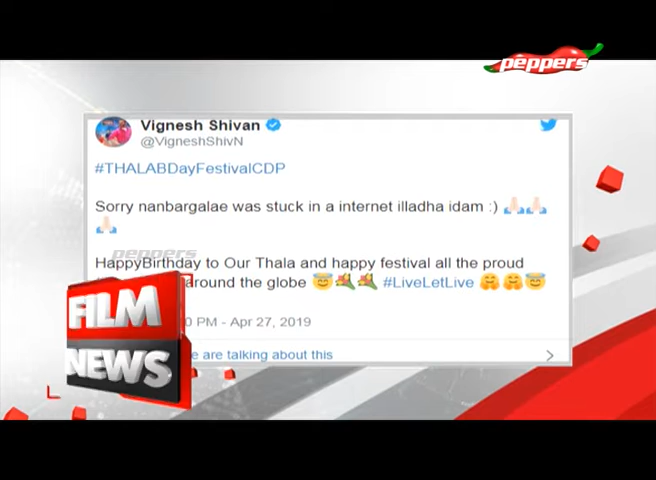 peppers
Vignesh Shivan
@VigneshShivN
#THALABDayFestivalCDP
Sorry nanbargalae was stuck in a internet illadha idam :) 🙏🏻🙏🏻
🙏🏻
peppers
HappyBirthday to Our Thala and happy festival all the proud
around the globe 😇💐💐 #LiveLetLive 🤗🤗😇
PM - Apr 27, 2019
are talking about this
FILM
NEWS